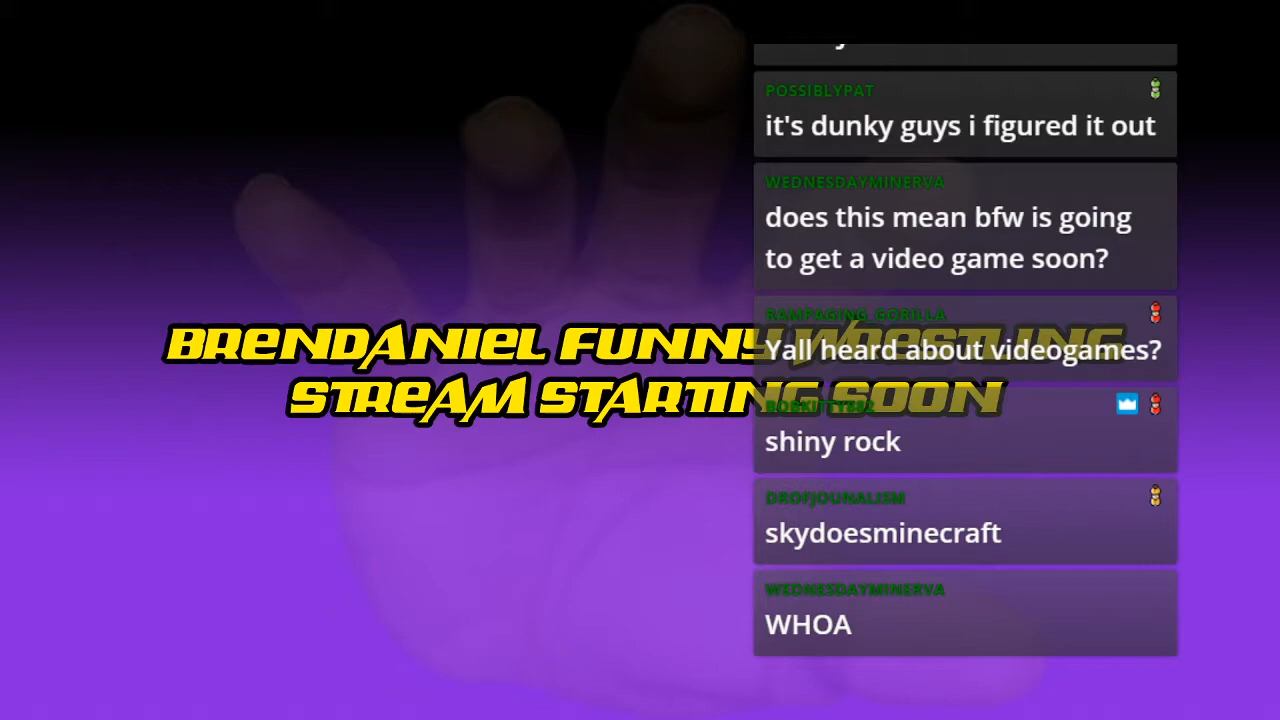 BRENDANIEL FUNNY WRESTLING
STREAM STARTING SOON
POSSIBLYPAT
it's dunky guys i figured it out
WEDNESDAYMINERVA
does this mean bfw is going
to get a video game soon?
RAMPAGING_GORILLA
Yall heard about videogames?
shiny rock
DROFJOUNALISM
skydoesminecraft
WEDNESDAYMINERVA
WHOA